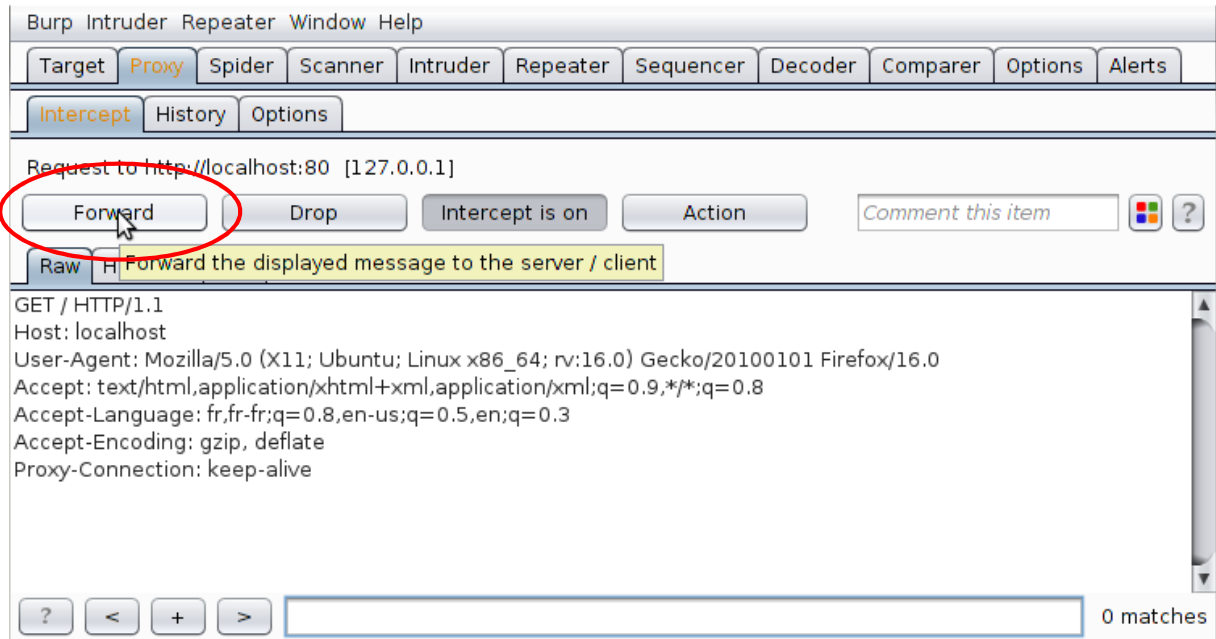 Burp Intruder Repeater Window Help
Target Proxy Spider Scanner Intruder Repeater Sequencer Decoder Comparer Options Alerts
Intercept History Options
Request to http://localhost:80 [127.0.0.1]
Forward Drop Intercept is on Action Comment this item ?
Raw H Forward the displayed message to the server / client
GET / HTTP/1.1
Host: localhost
User-Agent: Mozilla/5.0 (X11; Ubuntu; Linux x86_64; rv:16.0) Gecko/20100101 Firefox/16.0
Accept: text/html,application/xhtml+xml,application/xml;q=0.9,*/*;q=0.8
Accept-Language: fr,fr-fr;q=0.8,en-us;q=0.5,en;q=0.3
Accept-Encoding: gzip, deflate
Proxy-Connection: keep-alive
? < + > 0 matches